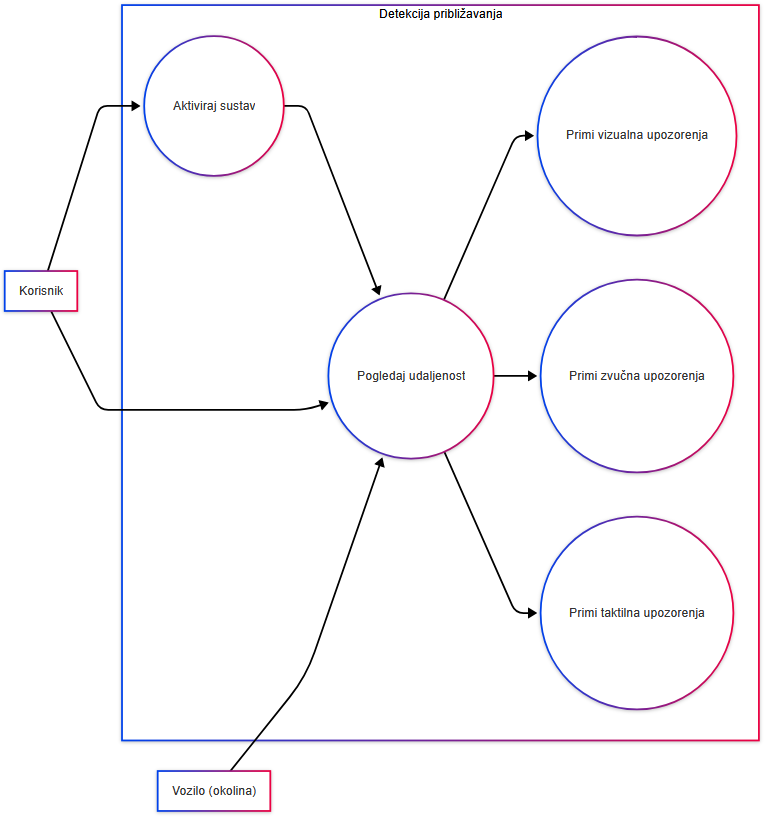 Detekcija približavanja
Aktiviraj sustav
Primi vizualna upozorenja
Korisnik
Pogledaj udaljenost
Primi zvučna upozorenja
Primi taktilna upozorenja
Vozilo (okolina)